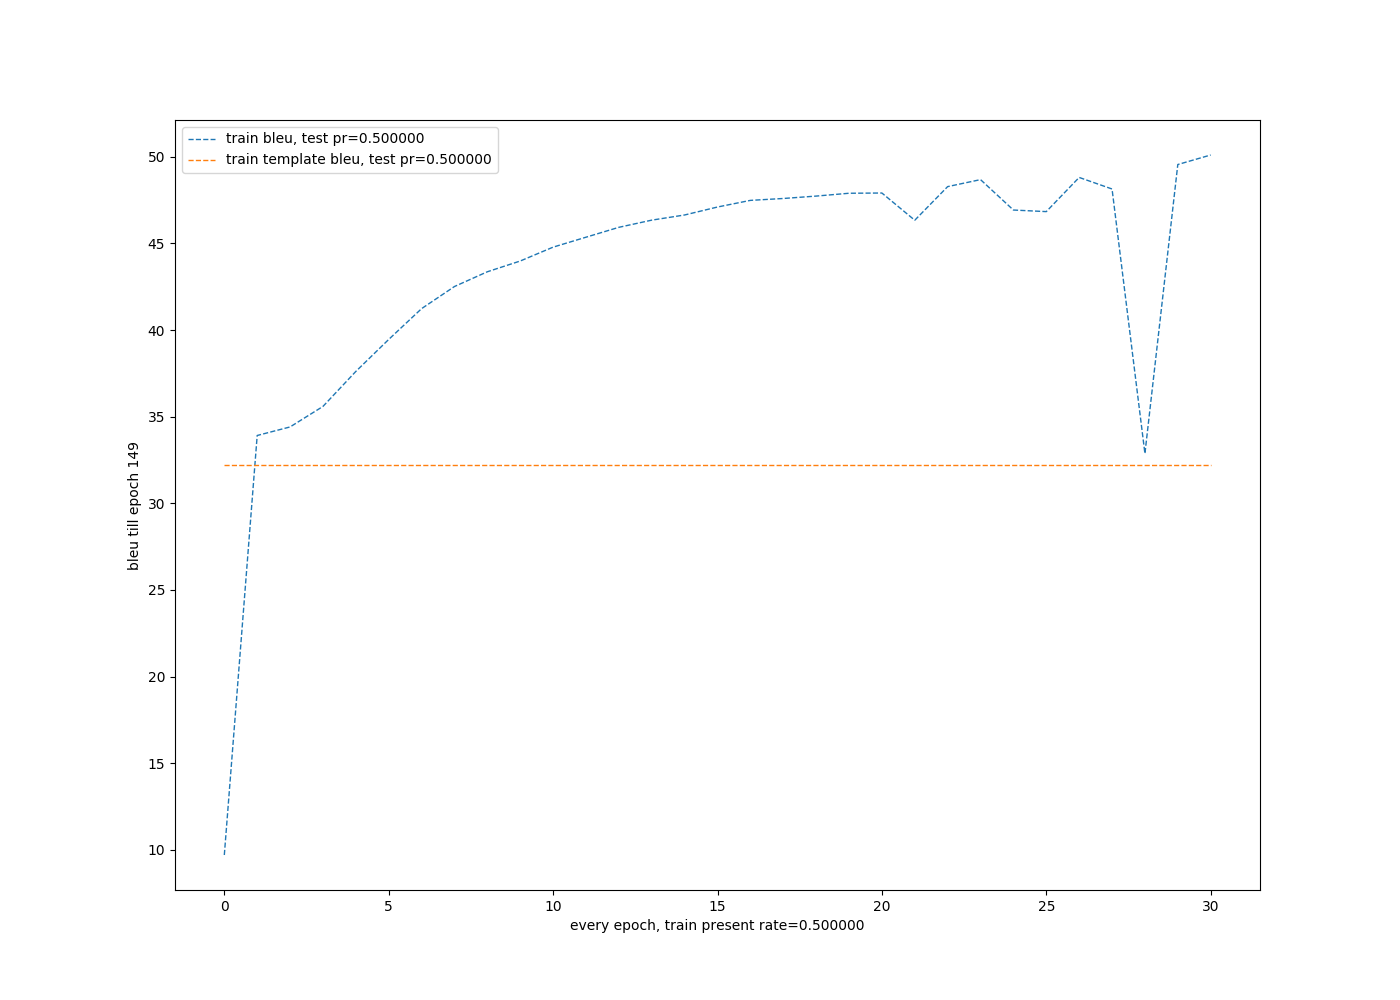 train bleu, test pr=0.500000
train template bleu, test pr=0.500000
50
45
40
35
30
25
20
15
10
bleu till epoch 149
0 5 10 15 20 25 30
every epoch, train present rate=0.500000